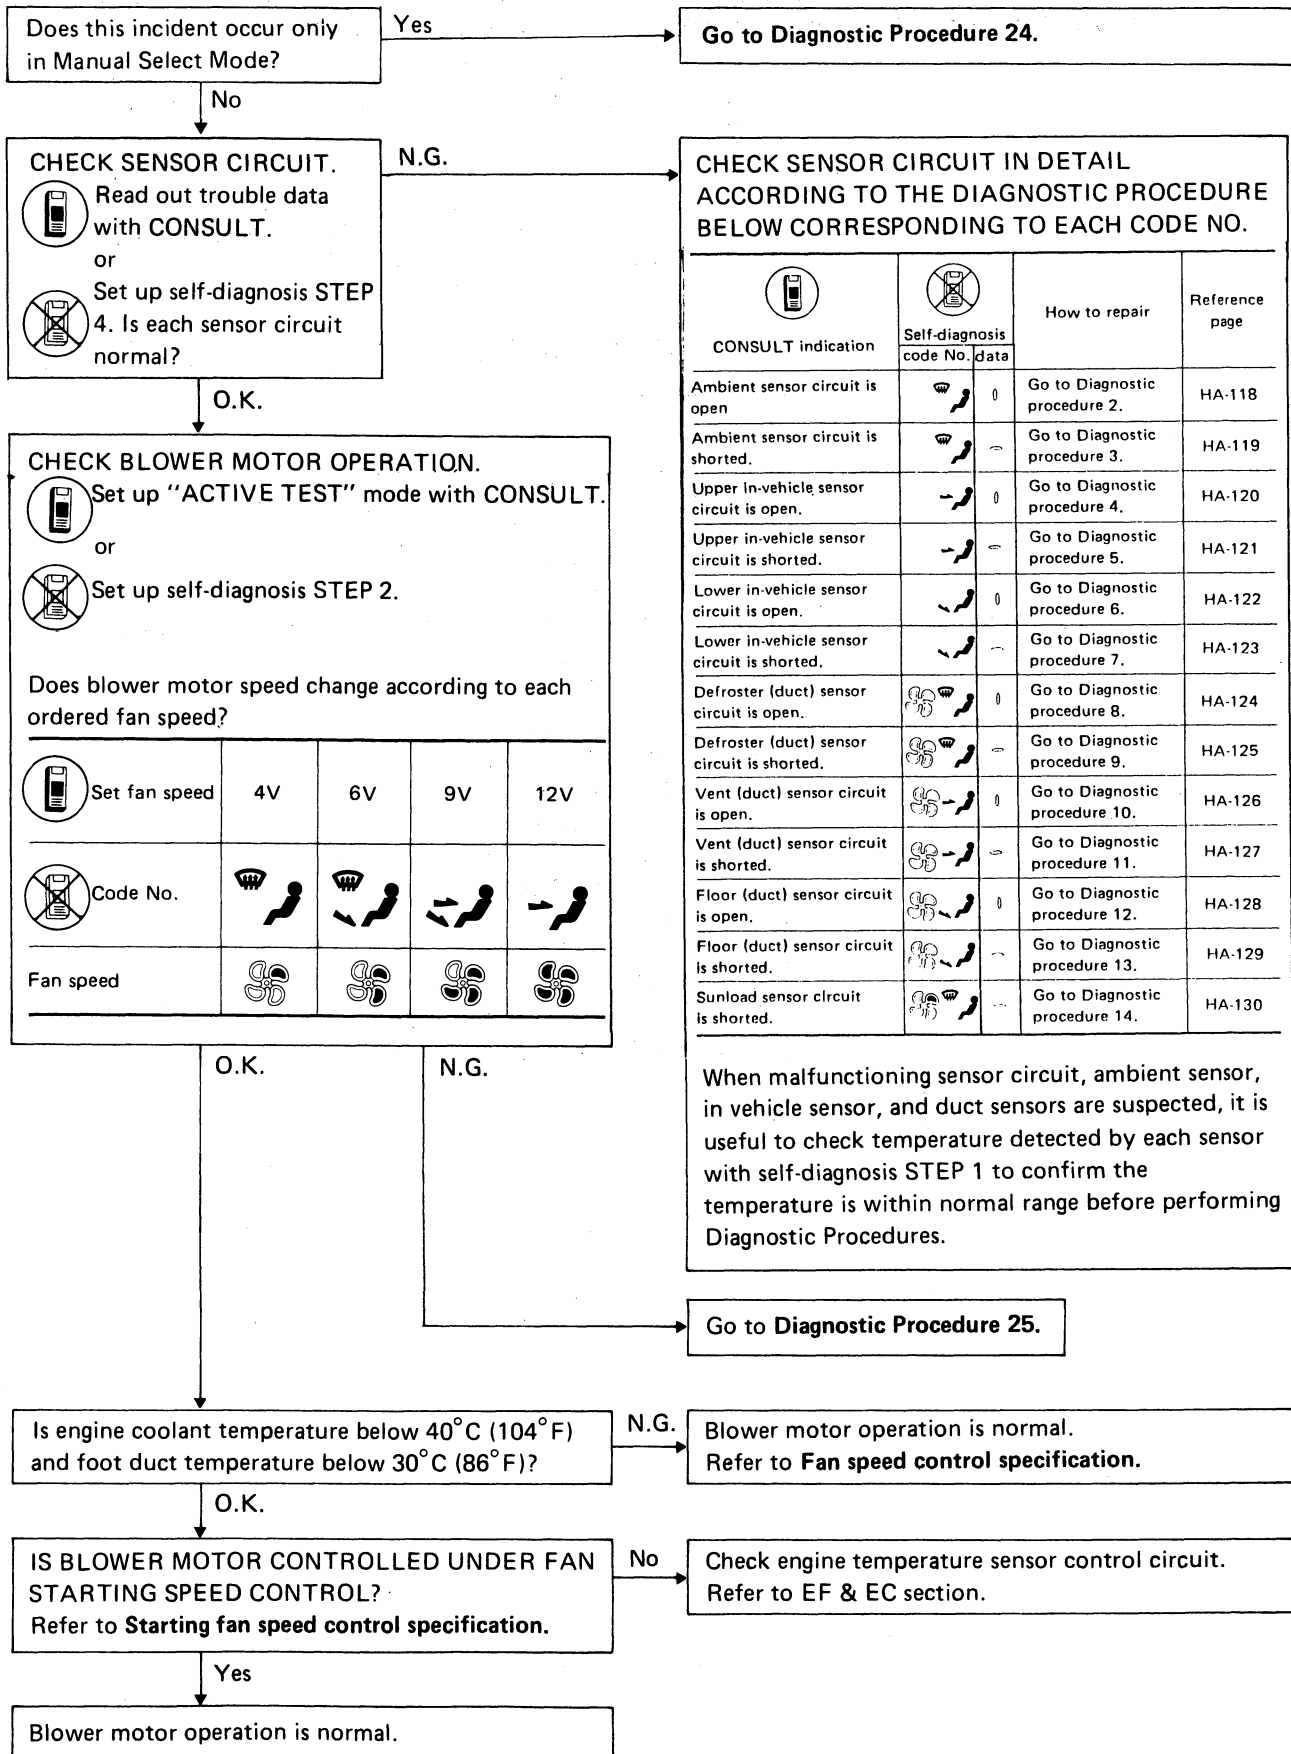 Does this incident occur only
in Manual Select Mode?
Yes
Go to Diagnostic Procedure 24.
No
CHECK SENSOR CIRCUIT.
Read out trouble data
with CONSULT.
or
Set up self-diagnosis STEP
4. Is each sensor circuit
normal?
N.G.
O.K.
CHECK SENSOR CIRCUIT IN DETAIL
ACCORDING TO THE DIAGNOSTIC PROCEDURE
BELOW CORRESPONDING TO EACH CODE NO.
CONSULT indication
Self-diagnosis
code No. data
How to repair
Reference
page
Ambient sensor circuit is
open
Go to Diagnostic
procedure 2.
HA-118
Ambient sensor circuit is
shorted.
Go to Diagnostic
procedure 3.
HA-119
Upper in-vehicle sensor
circuit is open.
Go to Diagnostic
procedure 4.
HA-120
Upper in-vehicle sensor
circuit is shorted.
Go to Diagnostic
procedure 5.
HA-121
Lower in-vehicle sensor
circuit is open.
Go to Diagnostic
procedure 6.
HA-122
Lower in-vehicle sensor
circuit is shorted.
Go to Diagnostic
procedure 7.
HA-123
Defroster (duct) sensor
circuit is open.
Go to Diagnostic
procedure 8.
HA-124
Defroster (duct) sensor
circuit is shorted.
Go to Diagnostic
procedure 9.
HA-125
Vent (duct) sensor circuit
is open.
Go to Diagnostic
procedure 10.
HA-126
Vent (duct) sensor circuit
is shorted.
Go to Diagnostic
procedure 11.
HA-127
Floor (duct) sensor circuit
is open.
Go to Diagnostic
procedure 12.
HA-128
Floor (duct) sensor circuit
is shorted.
Go to Diagnostic
procedure 13.
HA-129
Sunload sensor circuit
is shorted.
Go to Diagnostic
procedure 14.
HA-130
When malfunctioning sensor circuit, ambient sensor,
in vehicle sensor, and duct sensors are suspected, it is
useful to check temperature detected by each sensor
with self-diagnosis STEP 1 to confirm the
temperature is within normal range before performing
Diagnostic Procedures.
CHECK BLOWER MOTOR OPERATION.
Set up "ACTIVE TEST" mode with CONSULT.
or
Set up self-diagnosis STEP 2.
Does blower motor speed change according to each
ordered fan speed?
Set fan speed 4V 6V 9V 12V
Code No.
Fan speed
O.K.
N.G.
Go to Diagnostic Procedure 25.
Is engine coolant temperature below 40°C (104°F)
and foot duct temperature below 30°C (86°F)?
N.G.
Blower motor operation is normal.
Refer to Fan speed control specification.
O.K.
IS BLOWER MOTOR CONTROLLED UNDER FAN
STARTING SPEED CONTROL?
Refer to Starting fan speed control specification.
No
Check engine temperature sensor control circuit.
Refer to EF & EC section.
Yes
Blower motor operation is normal.